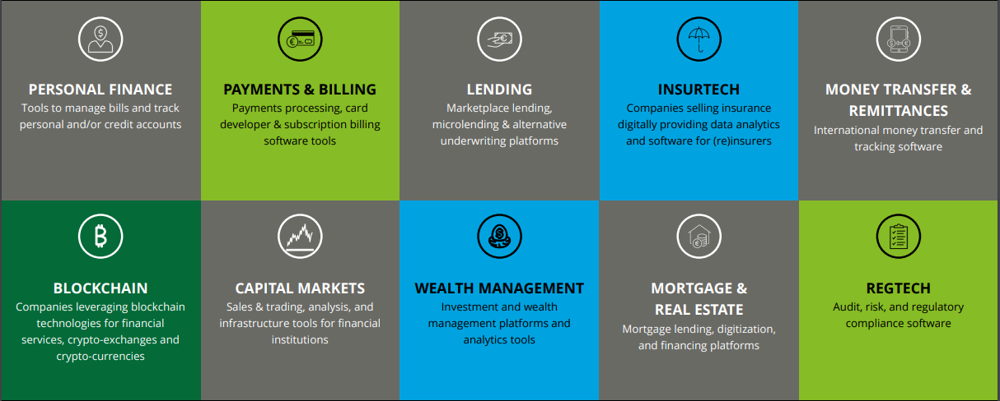 PERSONAL FINANCE
Tools to manage bills and track
personal and/or credit accounts
PAYMENTS & BILLING
Payments processing, card
developer & subscription billing
software tools
LENDING
Marketplace lending,
microlending & alternative
underwriting platforms
INSURTECH
Companies selling insurance
digitally providing data analytics
and software for (re)insurers
MONEY TRANSFER &
REMITTANCES
International money transfer and
tracking software
BLOCKCHAIN
Companies leveraging blockchain
technologies for financial
services, crypto-exchanges and
crypto-currencies
CAPITAL MARKETS
Sales & trading, analysis, and
infrastructure tools for financial
institutions
WEALTH MANAGEMENT
Investment and wealth
management platforms and
analytics tools
MORTGAGE &
REAL ESTATE
Mortgage lending, digitization,
and financing platforms
REGTECH
Audit, risk, and regulatory
compliance software